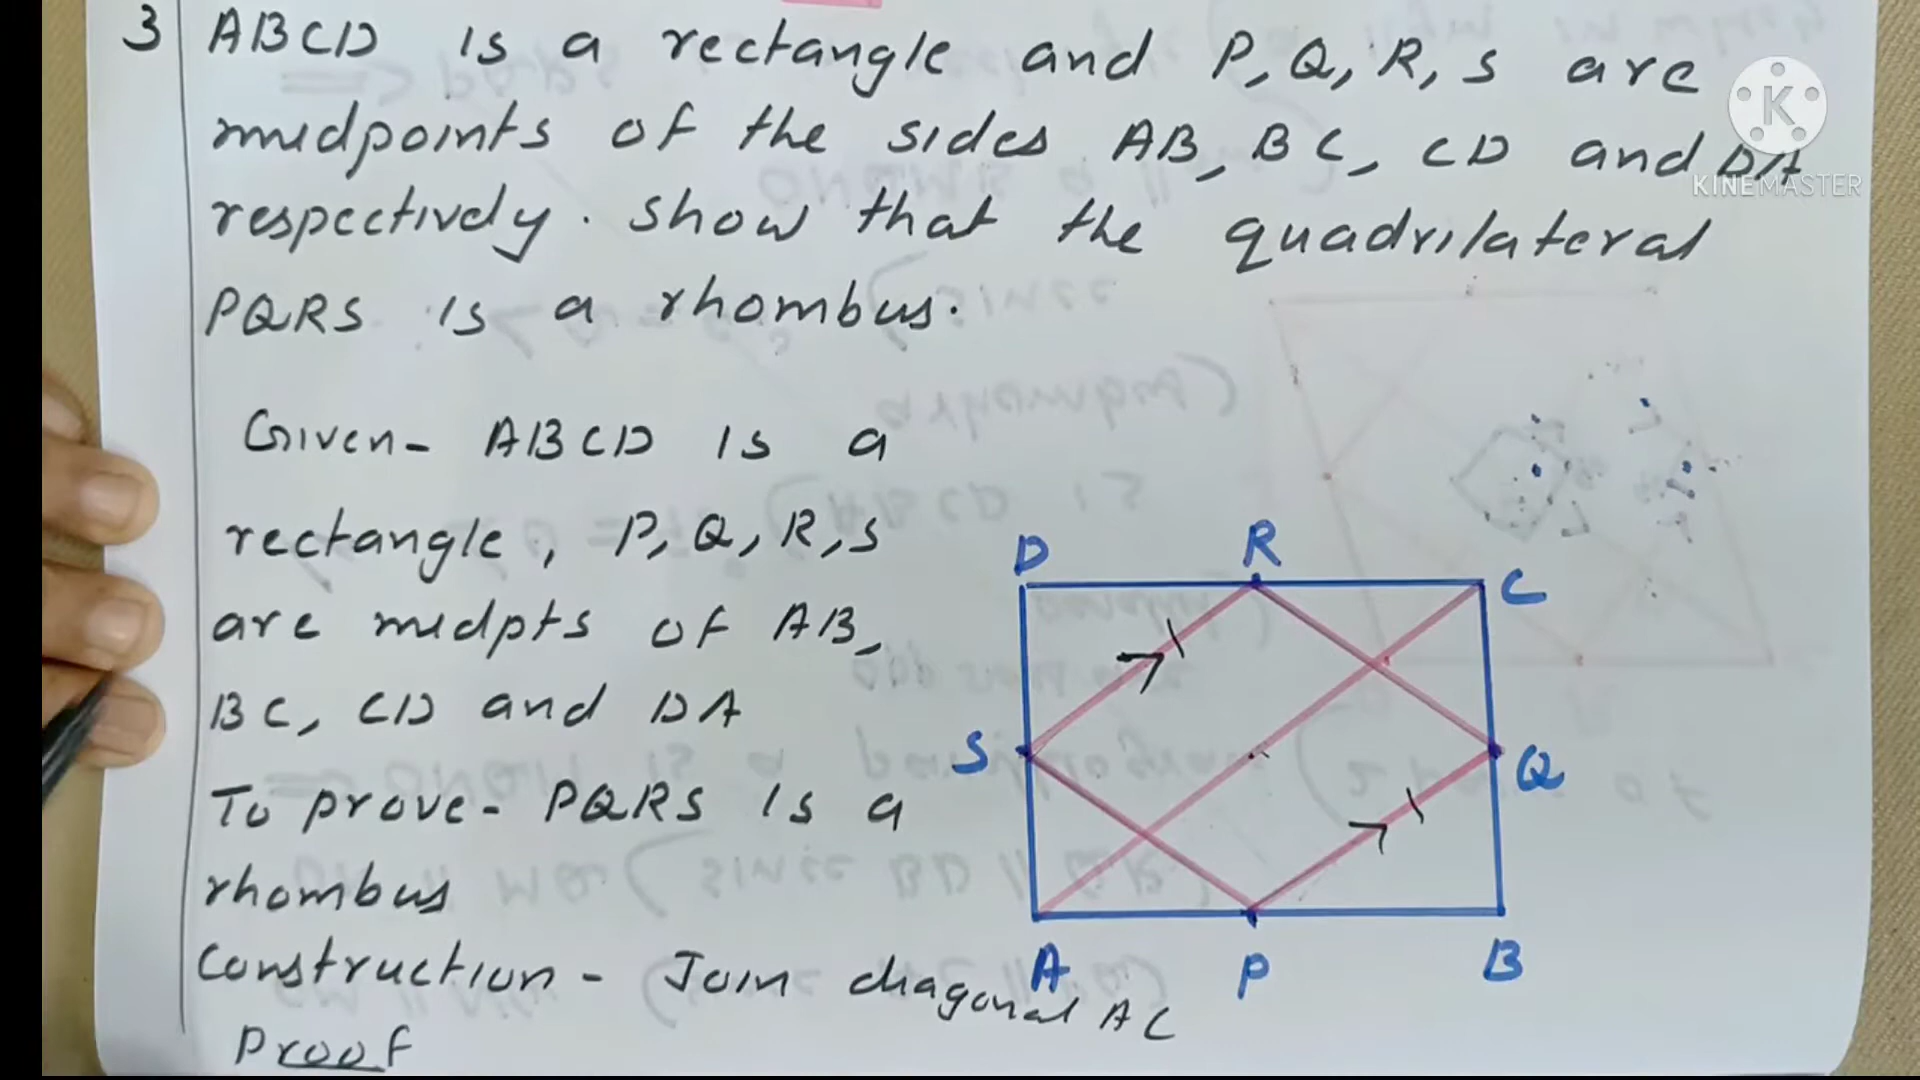 3 ABCD is a rectangle and P, Q, R, S are
midpoints of the sides AB, BC, CD and DA
respectively. Show that the quadrilateral
PQRS is a rhombus.
Given- ABCD is a
rectangle, P, Q, R, S
are midpts of AB,
BC, CD and DA
To prove- PQRS is a
rhombus
Construction - Join diagonal AC
Proof
D R C
S Q
A P B
K
KINEMASTER